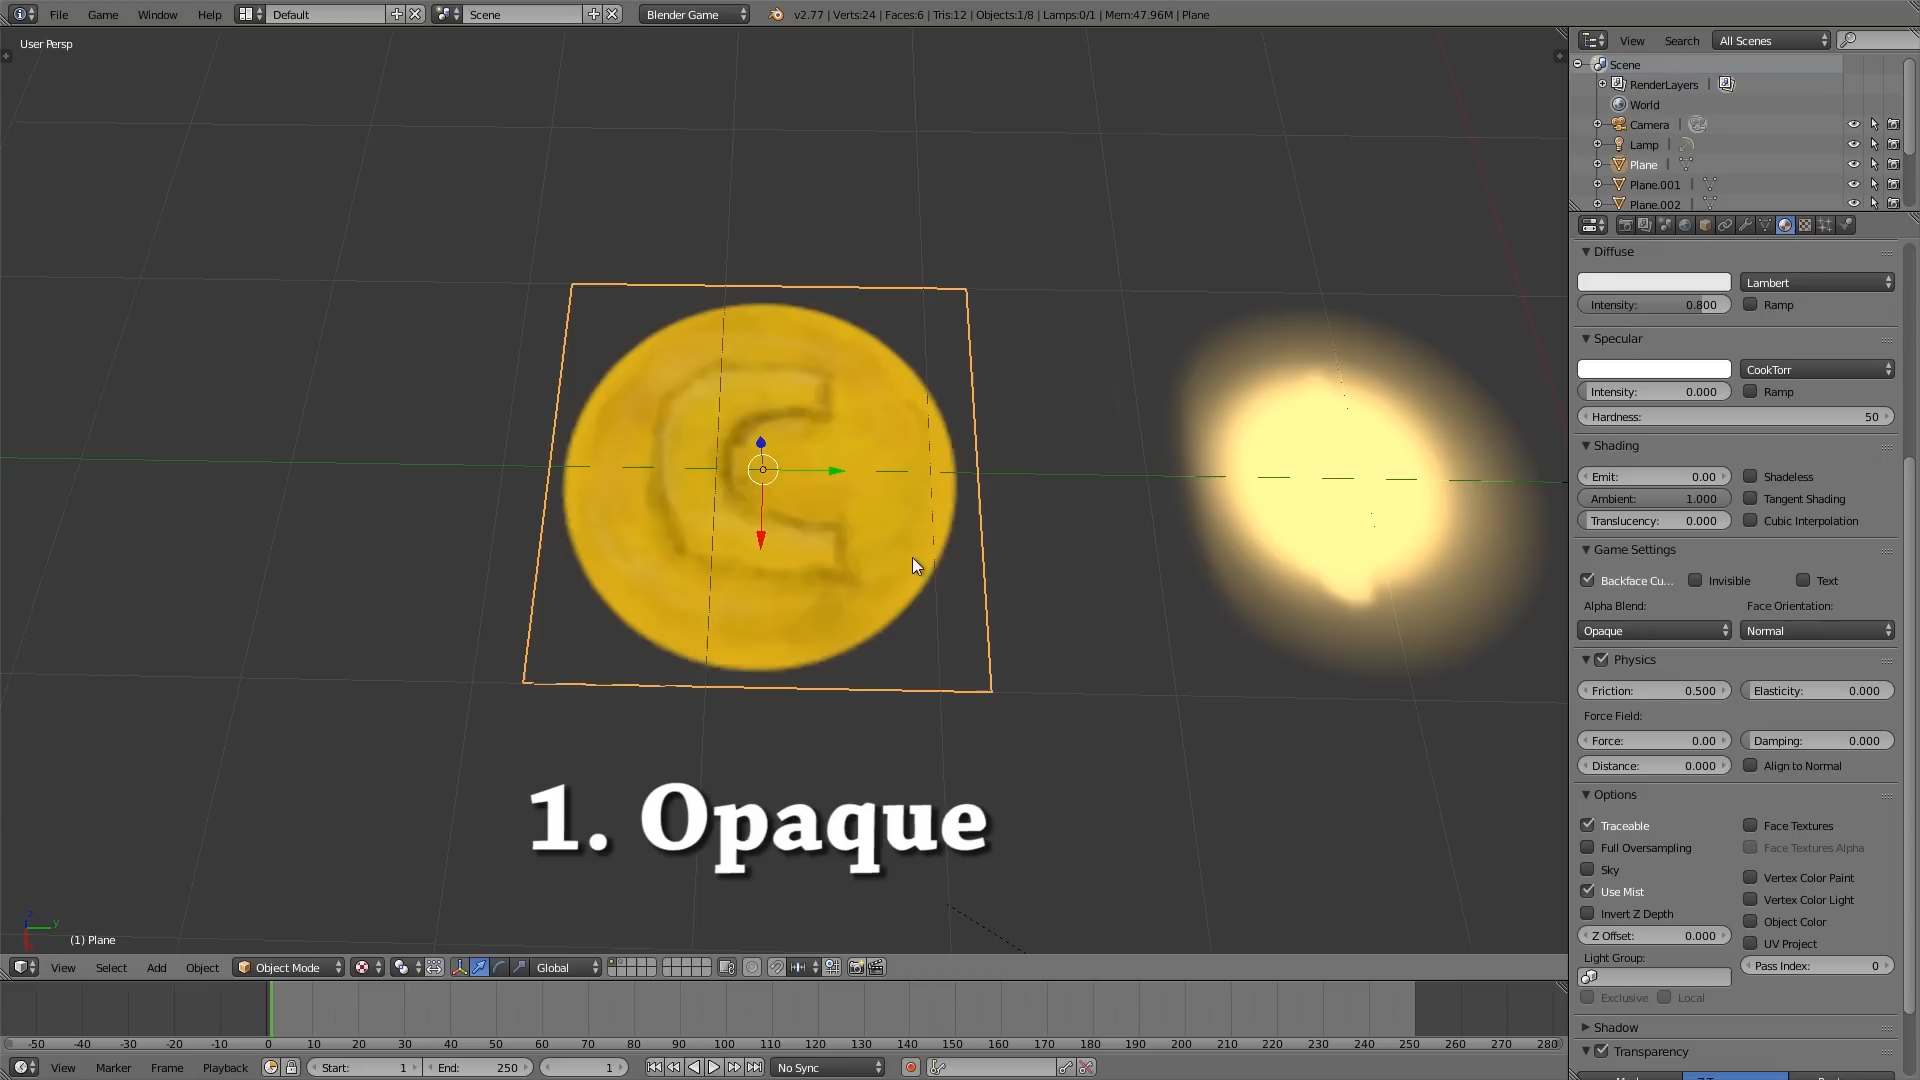 File Game Window Help Default Scene Blender Game v2.77 | Verts:24 | Faces:6 | Tris:12 | Objects:1/8 | Lamps:0/1 | Mem:47.96M | Plane
User Persp
View Search All Scenes
Scene
RenderLayers
World
Camera
Lamp
Plane
Plane.001
Plane.002
Diffuse
Lambert
Intensity: 0.800 Ramp
Specular
CookTorr
Intensity: 0.000 Ramp
Hardness: 50
Shading
Emit: 0.00 Shadeless
Ambient: 1.000 Tangent Shading
Translucency: 0.000 Cubic Interpolation
Game Settings
Backface Cu... Invisible Text
Alpha Blend: Face Orientation:
Opaque Normal
Physics
Friction: 0.500 Elasticity: 0.000
Force Field:
Force: 0.00 Damping: 0.000
Distance: 0.000 Align to Normal
Options
Traceable Face Textures
Full Oversampling Face Textures Alpha
Sky
Vertex Color Paint
Use Mist
Vertex Color Light
Invert Z Depth
Object Color
Z Offset: 0.000
UV Project
Light Group:
Pass Index: 0
Exclusive Local
Shadow
Transparency
1. Opaque
z
y
(1) Plane
View Select Add Object Object Mode Global
-50 -40 -30 -20 -10 0 10 20 30 40 50 60 70 80 90 100 110 120 130 140 150 160 170 180 190 200 210 220 230 240 250 260 270 280
View Marker Frame Playback Start: 1 End: 250 1 No Sync